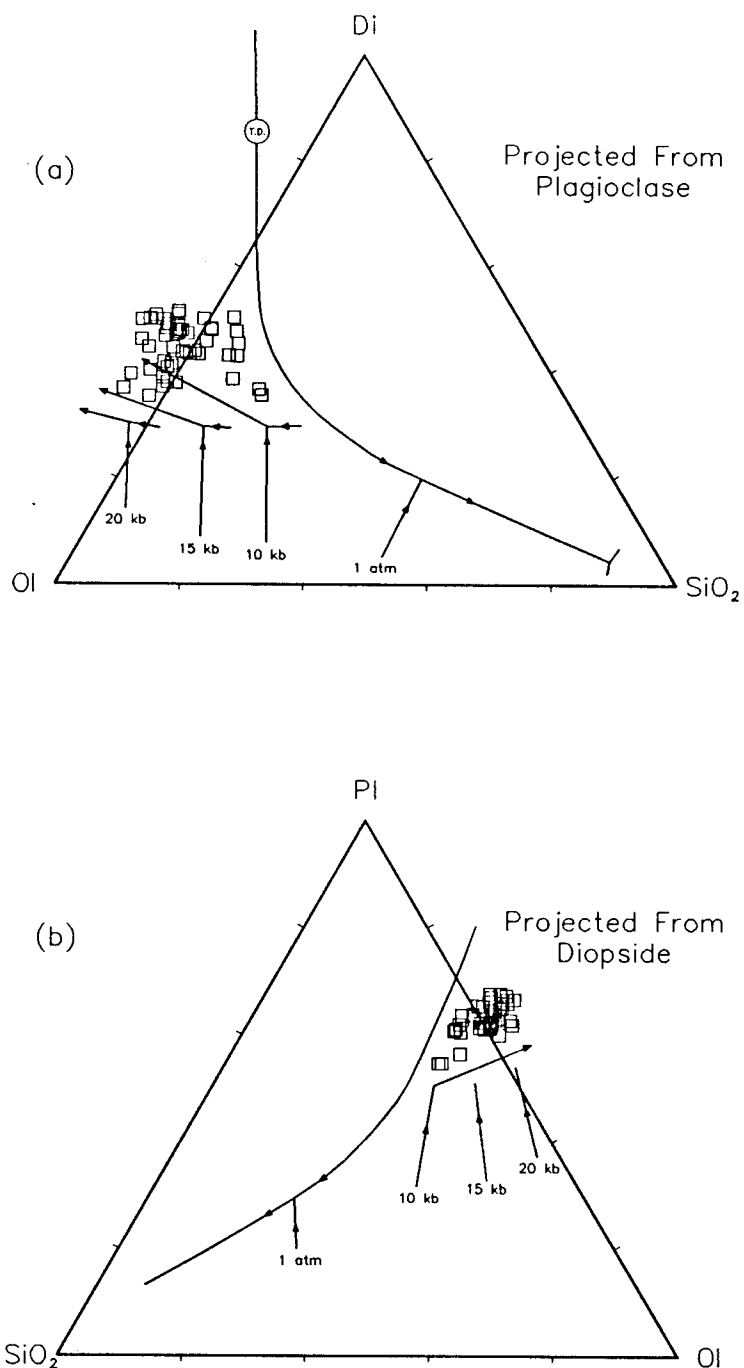 Di
T.D.
(a)
Projected From
Plagioclase
20 kb
15 kb
10 kb
1 atm
Ol
SiO₂
Pl
(b)
Projected From
Diopside
10 kb
15 kb
20 kb
1 atm
SiO₂
Ol